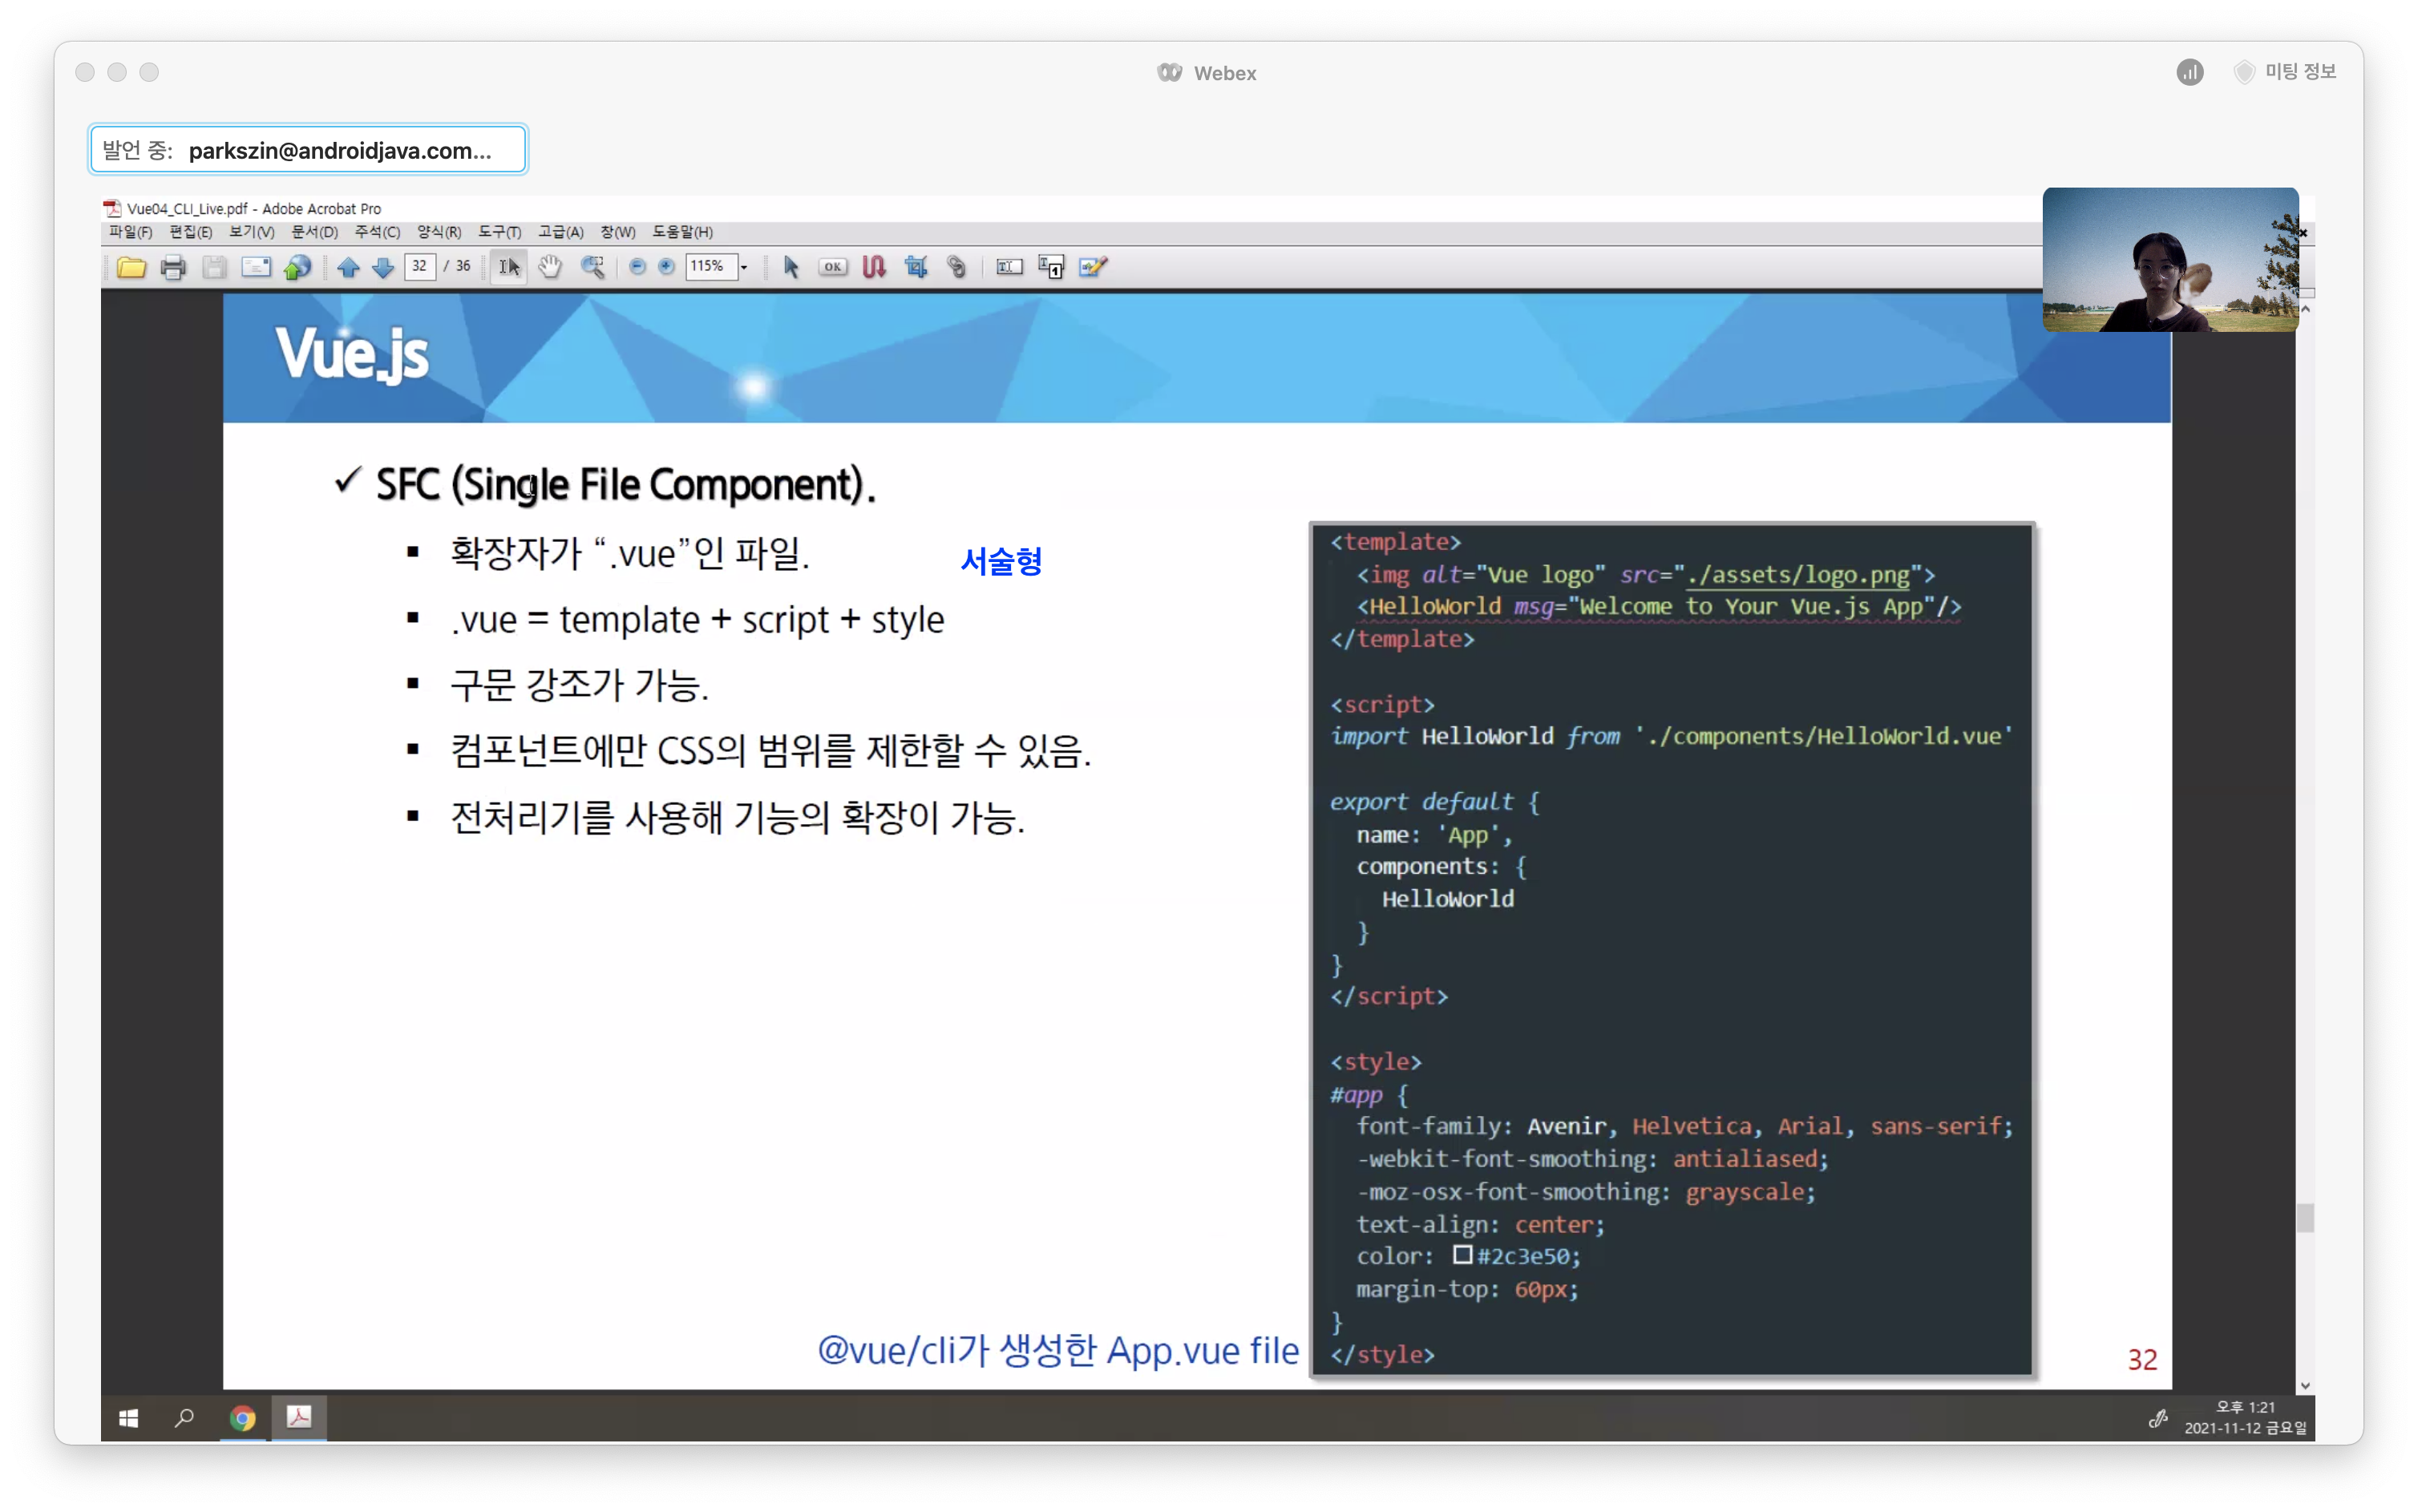 Webex
미팅 정보
발언 중: parkszin@androidjava.com...
Vue04_CLI_Live.pdf - Adobe Acrobat Pro
파일(F) 편집(E) 보기(V) 문서(D) 주석(C) 양식(R) 도구(T) 고급(A) 창(W) 도움말(H)
32 / 36 OK 115%
Vue.js
✓ SFC (Single File Component).
▪ 확장자가 “.vue”인 파일.
서술형
▪ .vue = template + script + style
▪ 구문 강조가 가능.
▪ 컴포넌트에만 CSS의 범위를 제한할 수 있음.
▪ 전처리기를 사용해 기능의 확장이 가능.
<template>
  <img alt="Vue logo" src="./assets/logo.png">
  <HelloWorld msg="Welcome to Your Vue.js App"/>
</template>
<script>
import HelloWorld from './components/HelloWorld.vue'
export default {
  name: 'App',
  components: {
    HelloWorld
  }
}
</script>
<style>
#app {
  font-family: Avenir, Helvetica, Arial, sans-serif;
  -webkit-font-smoothing: antialiased;
  -moz-osx-font-smoothing: grayscale;
  text-align: center;
  color: #2c3e50;
  margin-top: 60px;
}
</style>
@vue/cli가 생성한 App.vue file
32
오후 1:21
2021-11-12 금요일